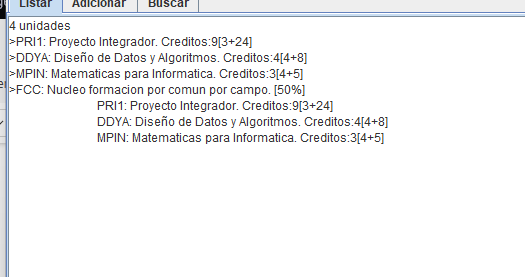 Listar Adicionar Buscar
4 unidades
>PRI1: Proyecto Integrador. Creditos:9[3+24]
>DDYA: Diseño de Datos y Algoritmos. Creditos:4[4+8]
>MPIN: Matematicas para Informatica. Creditos:3[4+5]
>FCC: Nucleo formacion por comun por campo. [50%]
PRI1: Proyecto Integrador. Creditos:9[3+24]
DDYA: Diseño de Datos y Algoritmos. Creditos:4[4+8]
MPIN: Matematicas para Informatica. Creditos:3[4+5]